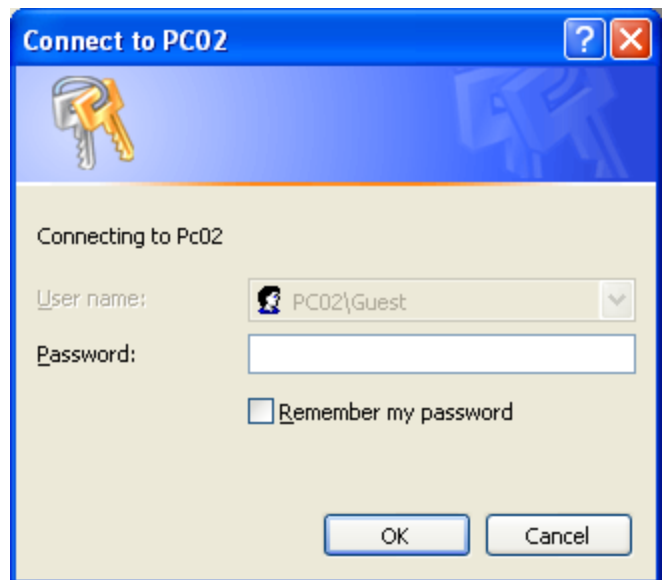 Connect to PC02
Connecting to Pc02
User name: PC02\Guest
Password:
Remember my password
OK Cancel